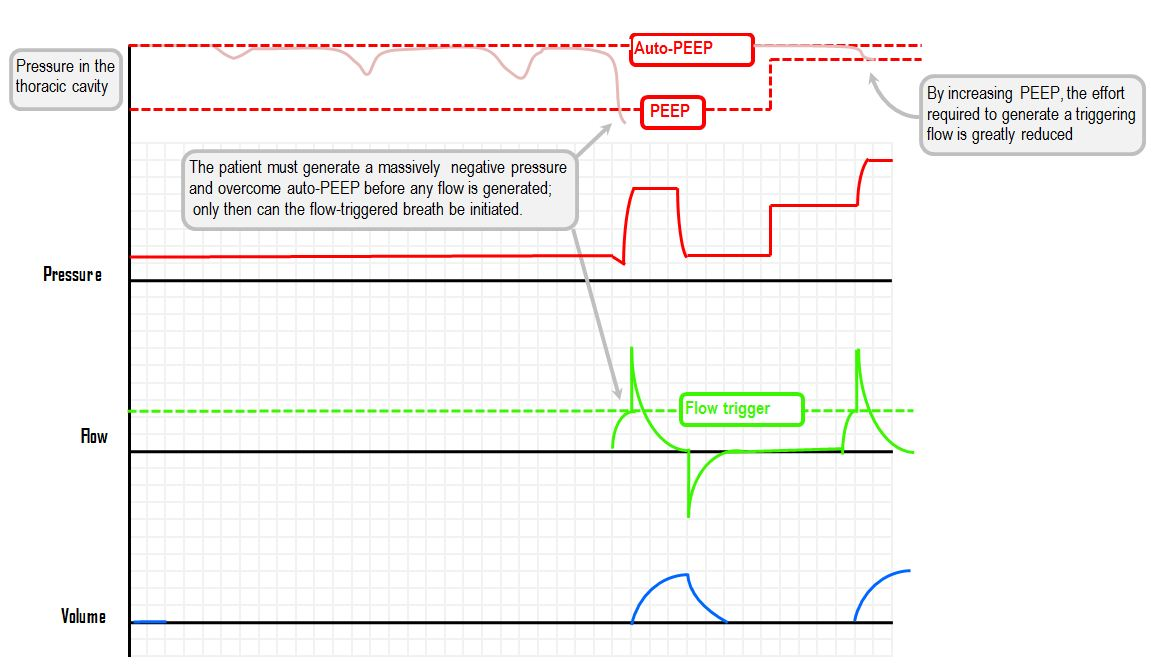 Auto-PEEP
Pressure in the
thoracic cavity
PEEP
By increasing PEEP, the effort
required to generate a triggering
flow is greatly reduced
The patient must generate a massively negative pressure
and overcome auto-PEEP before any flow is generated;
only then can the flow-triggered breath be initiated.
Pressure
Flow trigger
Flow
Volume